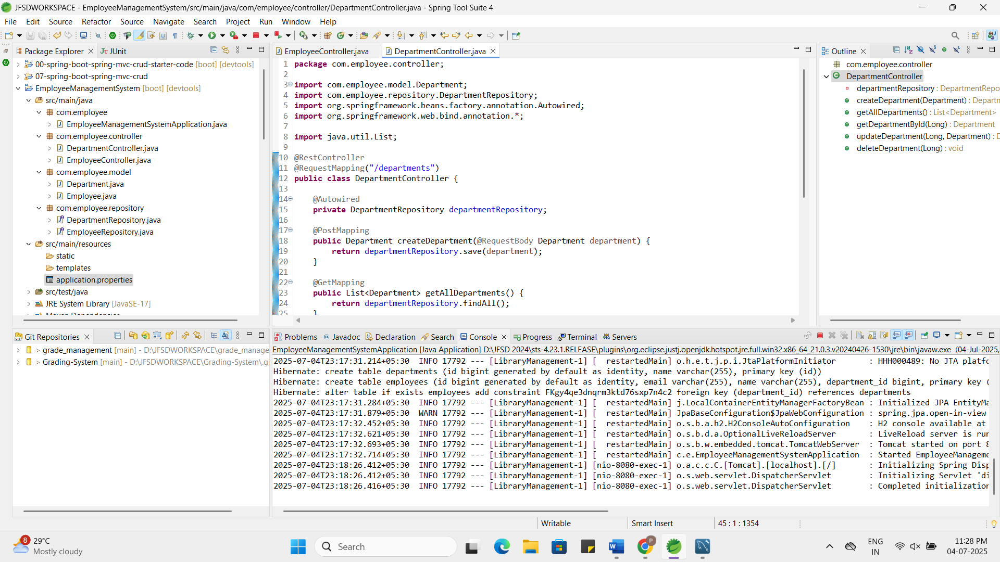 JFSDWORKSPACE - EmployeeManagementSystem/src/main/java/com/employee/controller/DepartmentController.java - Spring Tool Suite 4
File Edit Source Refactor Source Navigate Search Project Run Window Help
Package Explorer JUnit
00-spring-boot-spring-mvc-crud-starter-code [boot] [devtools]
07-spring-boot-spring-mvc-crud
EmployeeManagementSystem [boot] [devtools]
src/main/java
com.employee
EmployeeManagementSystemApplication.java
com.employee.controller
DepartmentController.java
EmployeeController.java
com.employee.model
Department.java
Employee.java
com.employee.repository
DepartmentRepository.java
EmployeeRepository.java
src/main/resources
static
templates
application.properties
src/test/java
JRE System Library [JavaSE-17]
EmployeeController.java DepartmentController.java
1 package com.employee.controller;
2
3 import com.employee.model.Department;
4 import com.employee.repository.DepartmentRepository;
5 import org.springframework.beans.factory.annotation.Autowired;
6 import org.springframework.web.bind.annotation.*;
7
8 import java.util.List;
9
10 @RestController
11 @RequestMapping("/departments")
12 public class DepartmentController {
13
14 @Autowired
15 private DepartmentRepository departmentRepository;
16
17 @PostMapping
18 public Department createDepartment(@RequestBody Department department) {
19 return departmentRepository.save(department);
20 }
21
22 @GetMapping
23 public List<Department> getAllDepartments() {
24 return departmentRepository.findAll();
25 }
Outline
com.employee.controller
DepartmentController
departmentRepository : DepartmentRepo
createDepartment(Department) : Departm
getAllDepartments() : List<Department>
getDepartmentById(Long) : Department
updateDepartment(Long, Department) : D
deleteDepartment(Long) : void
Git Repositories
> grade_management [main] - D:\JFSDWORKSPACE\grade_manage
> Grading-System [main] - D:\JFSDWORKSPACE\Grading-System\.gi
Problems Javadoc Declaration Search Console Progress Terminal Servers
EmployeeManagementSystemApplication [Java Application] D:\JFSD 2024\sts-4.23.1.RELEASE\plugins\org.eclipse.justj.openjdk.hotspot.jre.full.win32.x86_64_21.0.3.v20240426-1530\jre\bin\javaw.exe (04-Jul-2025,
2025-07-04T23:17:31.214+05:30 INFO 17792 --- [LibraryManagement-1] [ restartedMain] o.h.e.t.j.p.i.JtaPlatformInitiator : HHH000489: No JTA platfo
Hibernate: create table departments (id bigint generated by default as identity, name varchar(255), primary key (id))
Hibernate: create table employees (id bigint generated by default as identity, email varchar(255), name varchar(255), department_id bigint, primary key (
Hibernate: alter table if exists employees add constraint FKgy4qe3dnqrm3ktd76sxp7n4c2 foreign key (department_id) references departments
2025-07-04T23:17:31.284+05:30 INFO 17792 --- [LibraryManagement-1] [ restartedMain] j.LocalContainerEntityManagerFactoryBean : Initialized JPA EntityMa
2025-07-04T23:17:31.879+05:30 WARN 17792 --- [LibraryManagement-1] [ restartedMain] JpaBaseConfiguration$JpaWebConfiguration : spring.jpa.open-in-view
2025-07-04T23:17:32.452+05:30 INFO 17792 --- [LibraryManagement-1] [ restartedMain] o.s.b.a.h2.H2ConsoleAutoConfiguration : H2 console available at
2025-07-04T23:17:32.621+05:30 INFO 17792 --- [LibraryManagement-1] [ restartedMain] o.s.b.d.a.OptionalLiveReloadServer : LiveReload server is run
2025-07-04T23:17:32.693+05:30 INFO 17792 --- [LibraryManagement-1] [ restartedMain] o.s.b.w.embedded.tomcat.TomcatWebServer : Tomcat started on port 8
2025-07-04T23:17:32.714+05:30 INFO 17792 --- [LibraryManagement-1] [ restartedMain] c.e.EmployeeManagementSystemApplication : Started EmployeeManageme
2025-07-04T23:18:26.412+05:30 INFO 17792 --- [LibraryManagement-1] [nio-8080-exec-1] o.a.c.c.C.[Tomcat].[localhost].[/] : Initializing Spring Disp
2025-07-04T23:18:26.412+05:30 INFO 17792 --- [LibraryManagement-1] [nio-8080-exec-1] o.s.web.servlet.DispatcherServlet : Initializing Servlet 'di
2025-07-04T23:18:26.416+05:30 INFO 17792 --- [LibraryManagement-1] [nio-8080-exec-1] o.s.web.servlet.DispatcherServlet : Completed initialization
Writable Smart Insert 45 : 1 : 1354
8 29°C
Mostly cloudy
Search
ENG
IN
11:28 PM
04-07-2025